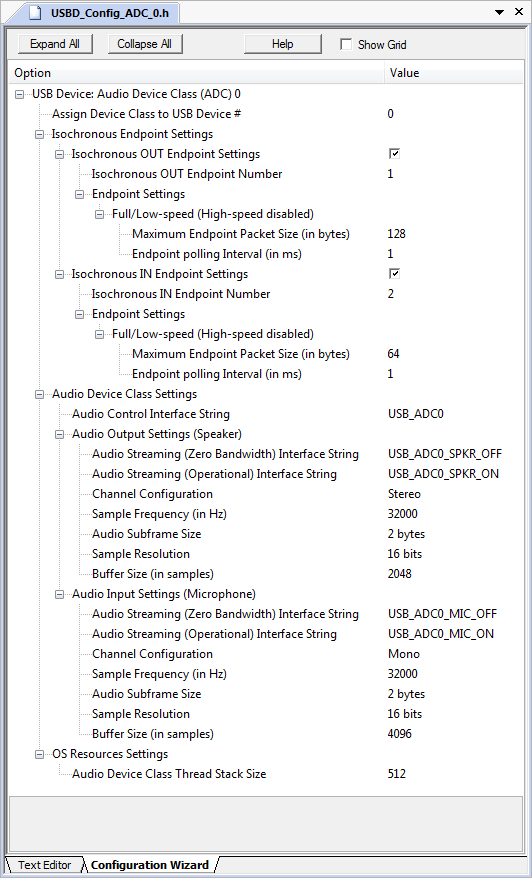 USBD_Config_ADC_0.h
Expand All Collapse All Help Show Grid
Option Value
USB Device: Audio Device Class (ADC) 0
Assign Device Class to USB Device # 0
Isochronous Endpoint Settings
Isochronous OUT Endpoint Settings
Isochronous OUT Endpoint Number 1
Endpoint Settings
Full/Low-speed (High-speed disabled)
Maximum Endpoint Packet Size (in bytes) 128
Endpoint polling Interval (in ms) 1
Isochronous IN Endpoint Settings
Isochronous IN Endpoint Number 2
Endpoint Settings
Full/Low-speed (High-speed disabled)
Maximum Endpoint Packet Size (in bytes) 64
Endpoint polling Interval (in ms) 1
Audio Device Class Settings
Audio Control Interface String USB_ADC0
Audio Output Settings (Speaker)
Audio Streaming (Zero Bandwidth) Interface String USB_ADC0_SPKR_OFF
Audio Streaming (Operational) Interface String USB_ADC0_SPKR_ON
Channel Configuration Stereo
Sample Frequency (in Hz) 32000
Audio Subframe Size 2 bytes
Sample Resolution 16 bits
Buffer Size (in samples) 2048
Audio Input Settings (Microphone)
Audio Streaming (Zero Bandwidth) Interface String USB_ADC0_MIC_OFF
Audio Streaming (Operational) Interface String USB_ADC0_MIC_ON
Channel Configuration Mono
Sample Frequency (in Hz) 32000
Audio Subframe Size 2 bytes
Sample Resolution 16 bits
Buffer Size (in samples) 4096
OS Resources Settings
Audio Device Class Thread Stack Size 512
Text Editor Configuration Wizard